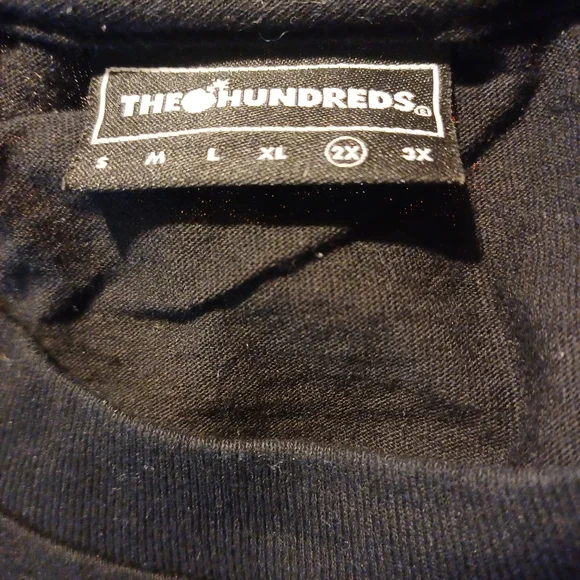 THE HUNDREDS
S M L XL 2X 3X